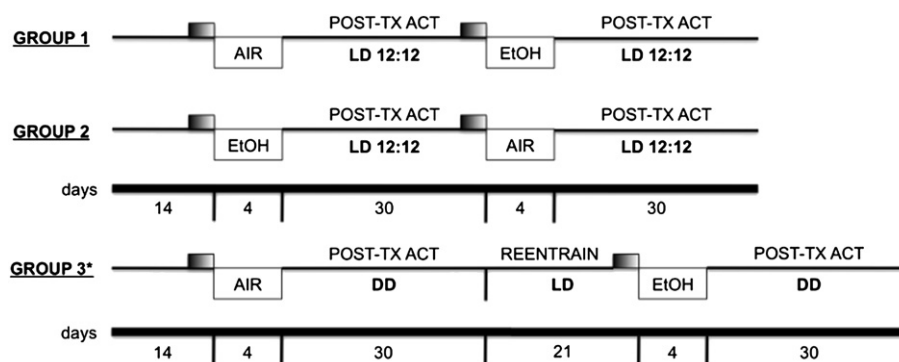 POST-TX ACT POST-TX ACT
GROUP 1
AIR LD 12:12 EtOH LD 12:12
POST-TX ACT POST-TX ACT
GROUP 2
EtOH LD 12:12 AIR LD 12:12
days
14 4 30 4 30
POST-TX ACT REENTRAIN POST-TX ACT
GROUP 3*
AIR DD LD EtOH DD
days
14 4 30 21 4 30